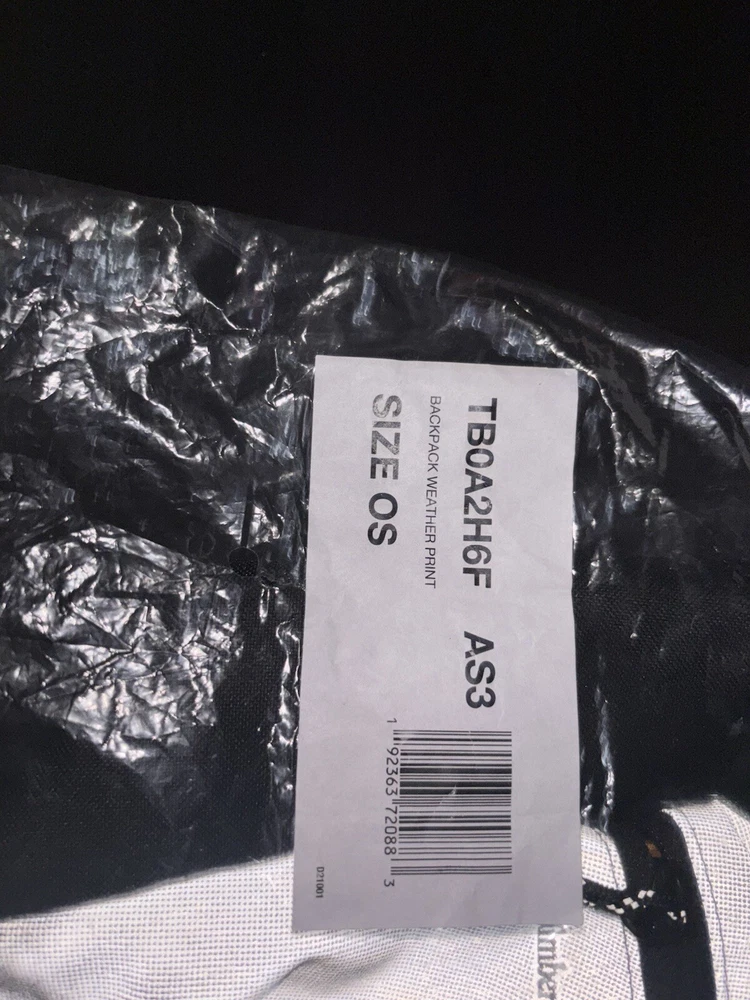 TB0A2H6F AS3
BACKPACK WEATHER PRINT
SIZE OS
1 92363 72088 3
D21001